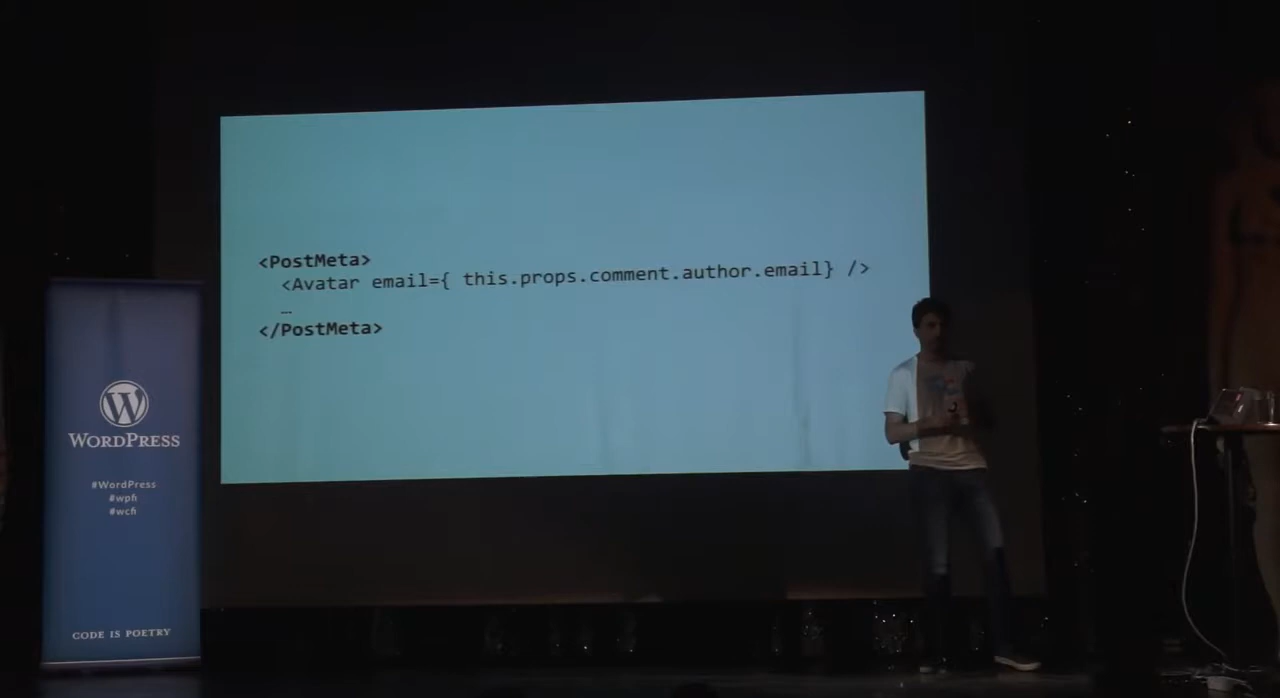 <PostMeta>
<Avatar email={ this.props.comment.author.email} />
…
</PostMeta>
WORDPRESS
#WordPress
#wpfi
#wcfi
CODE IS POETRY